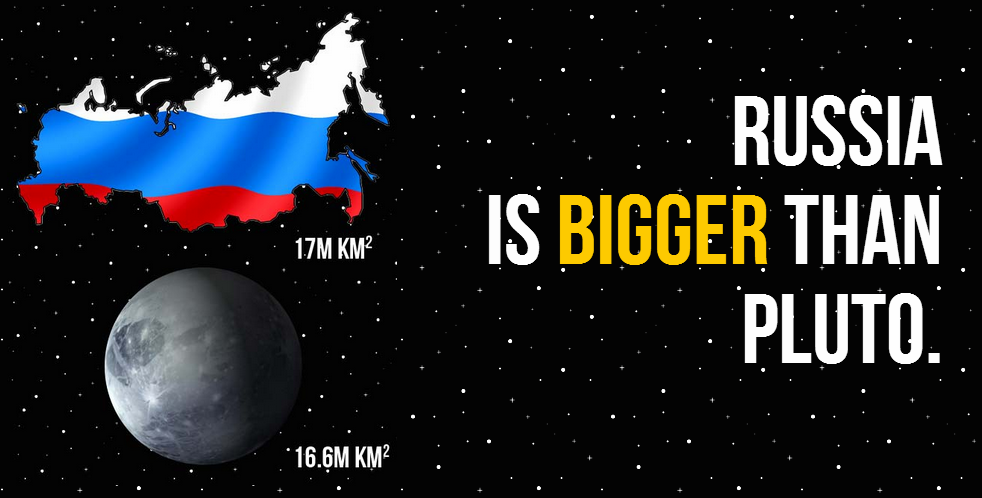 17M KM²
16.6M KM²
RUSSIA
IS BIGGER THAN
PLUTO.